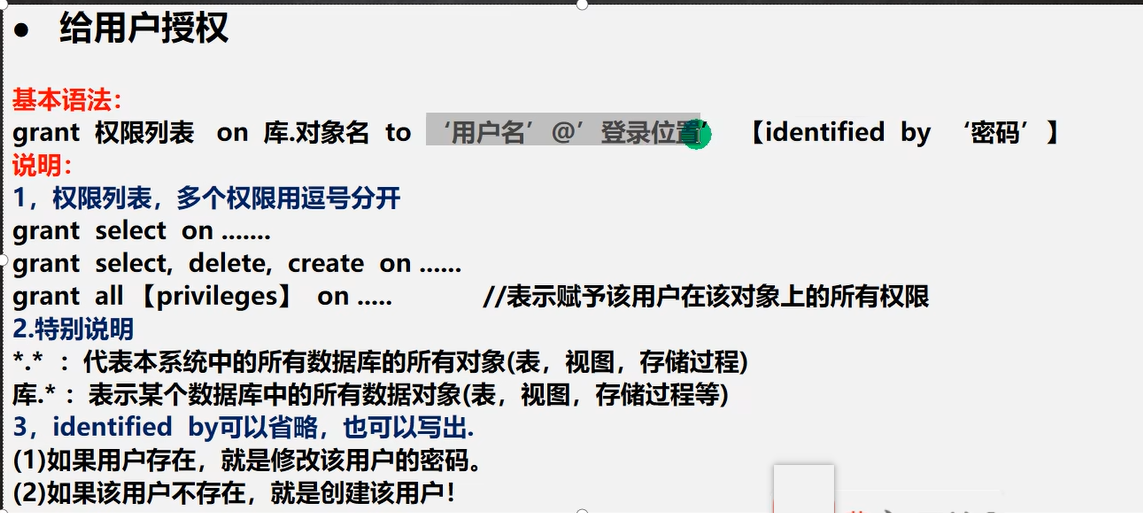 ● 给用户授权
基本语法：
grant 权限列表 on 库.对象名 to ‘用户名’ @’ 登录位置’ 【identified by ‘密码’ 】
说明：
1，权限列表，多个权限用逗号分开
grant select on .......
grant select, delete, create on ......
grant all 【privileges】 on ..... //表示赋予该用户在该对象上的所有权限
2.特别说明
*.* ： 代表本系统中的所有数据库的所有对象(表，视图，存储过程)
库.* ：表示某个数据库中的所有数据对象(表，视图，存储过程等)
3，identified by可以省略，也可以写出.
(1)如果用户存在，就是修改该用户的密码。
(2)如果该用户不存在，就是创建该用户！